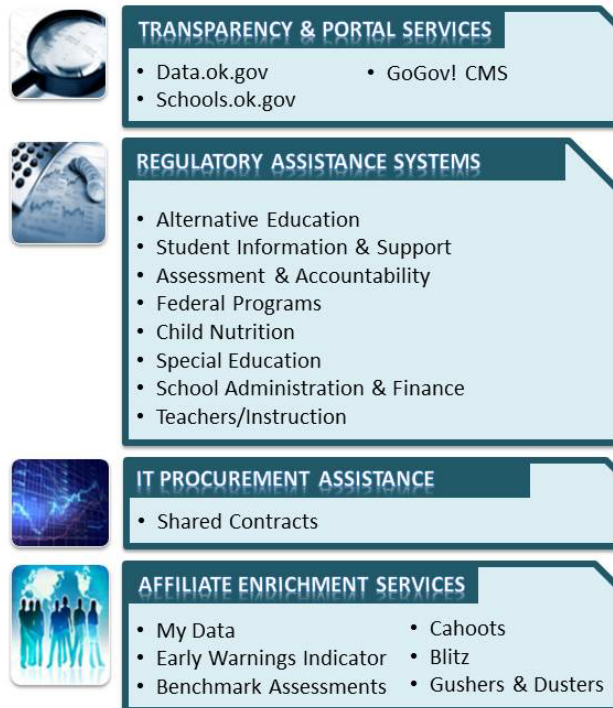 TRANSPARENCY & PORTAL SERVICES
• Data.ok.gov
• Schools.ok.gov
• GoGov! CMS
REGULATORY ASSISTANCE SYSTEMS
• Alternative Education
• Student Information & Support
• Assessment & Accountability
• Federal Programs
• Child Nutrition
• Special Education
• School Administration & Finance
• Teachers/Instruction
IT PROCUREMENT ASSISTANCE
• Shared Contracts
AFFILIATE ENRICHMENT SERVICES
• My Data
• Early Warnings Indicator
• Benchmark Assessments
• Cahoots
• Blitz
• Gushers & Dusters